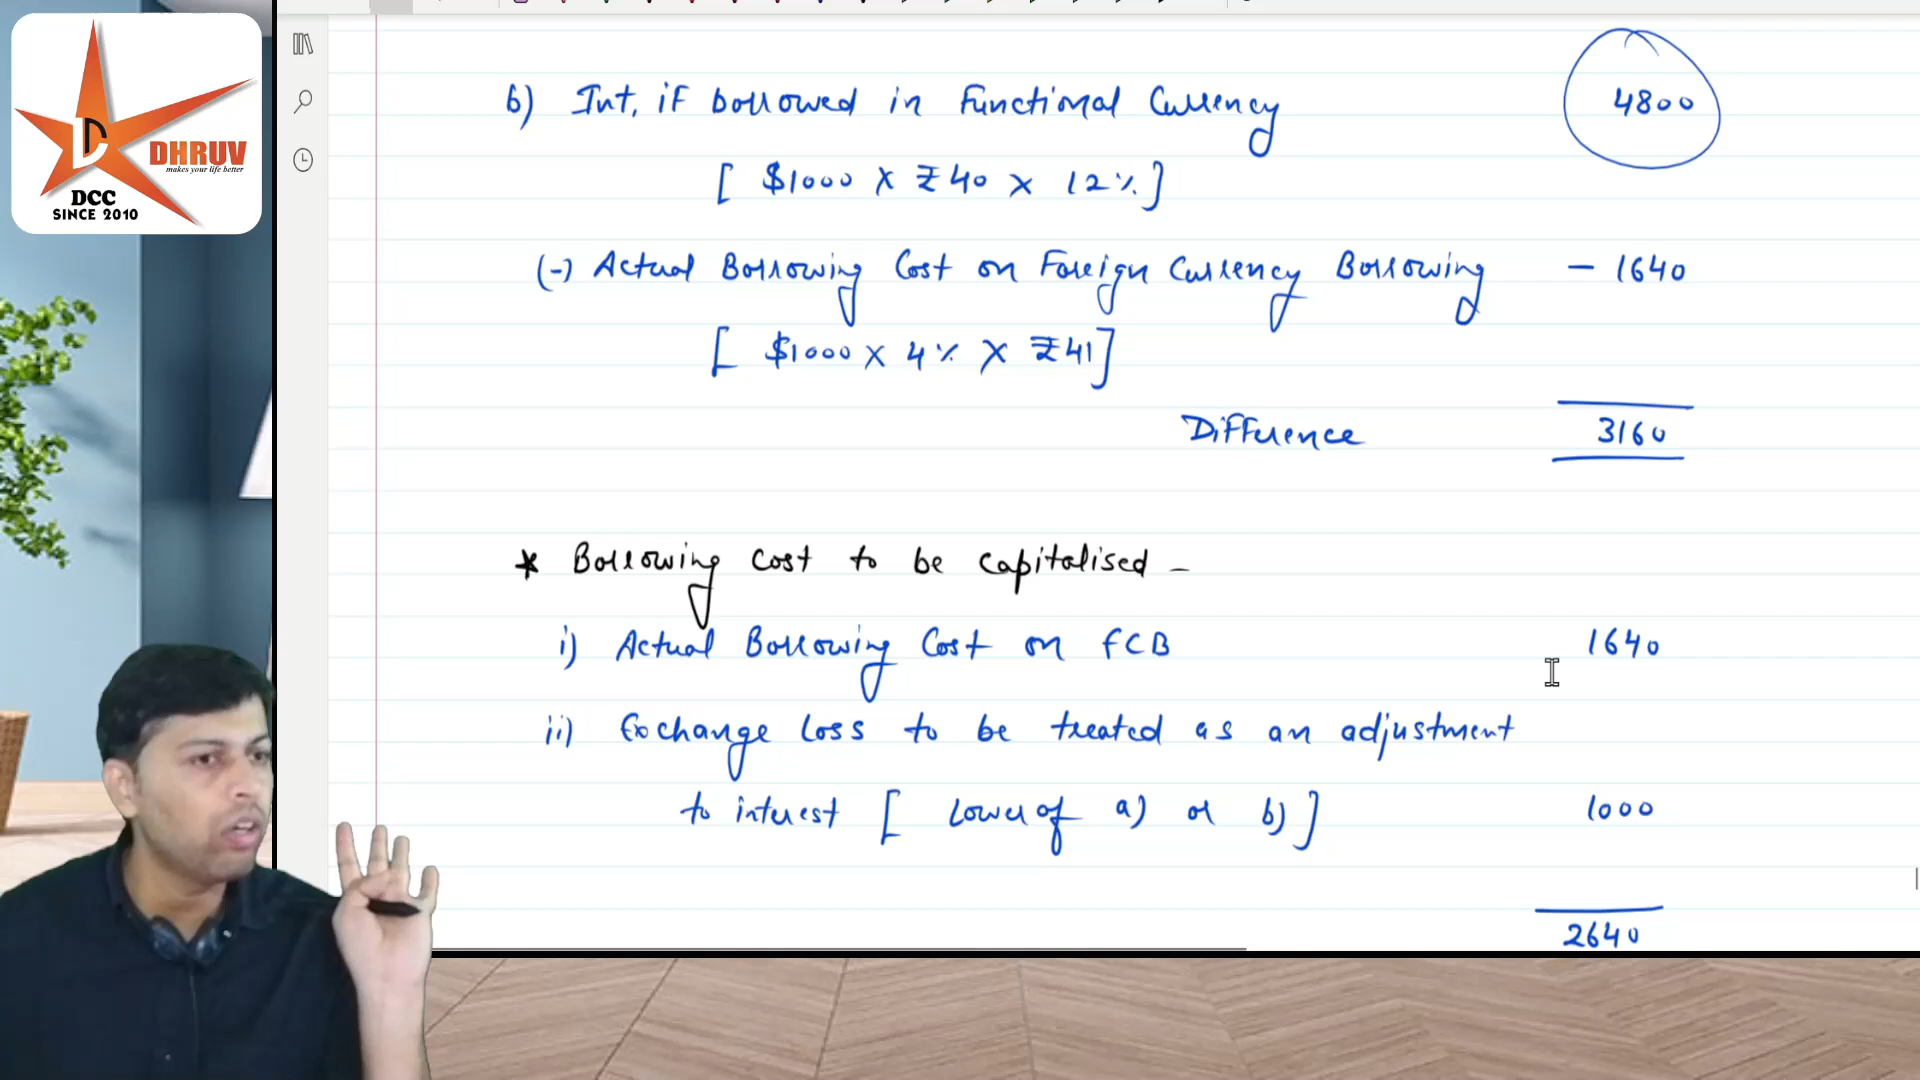 DHRUV
makes your life better
DCC
SINCE 2010
b) Int. if borrowed in Functional Currency 4800
[ $1000 x ₹40 x 12% ]
(-) Actual Borrowing Cost on Foreign Currency Borrowing - 1640
[ $1000 x 4% x ₹41 ]
Difference 3160
* Borrowing Cost to be capitalised -
i) Actual Borrowing Cost on FCB 1640
ii) Exchange Loss to be treated as an adjustment
to interest [ Lower of a) or b) ] 1000
2640